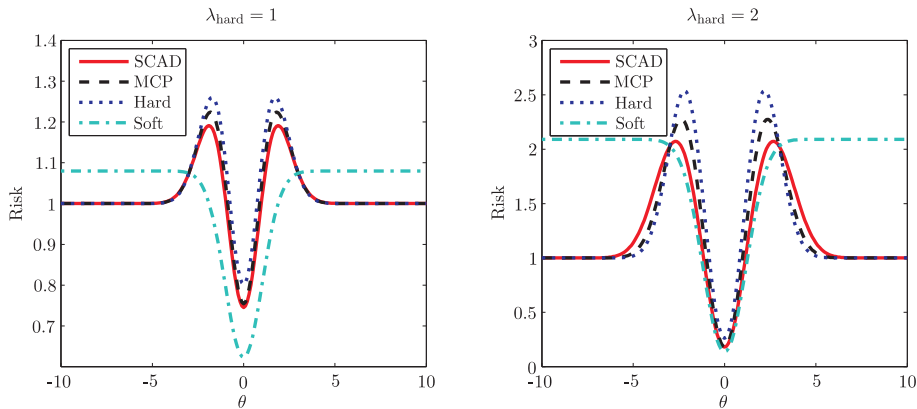 λ_hard = 1
1.4
1.3
1.2
1.1
1
0.9
0.8
0.7
Risk
-10
-5
0
5
10
θ
SCAD
MCP
Hard
Soft
λ_hard = 2
3
2.5
2
1.5
1
0.5
0
Risk
-10
-5
0
5
10
θ
SCAD
MCP
Hard
Soft